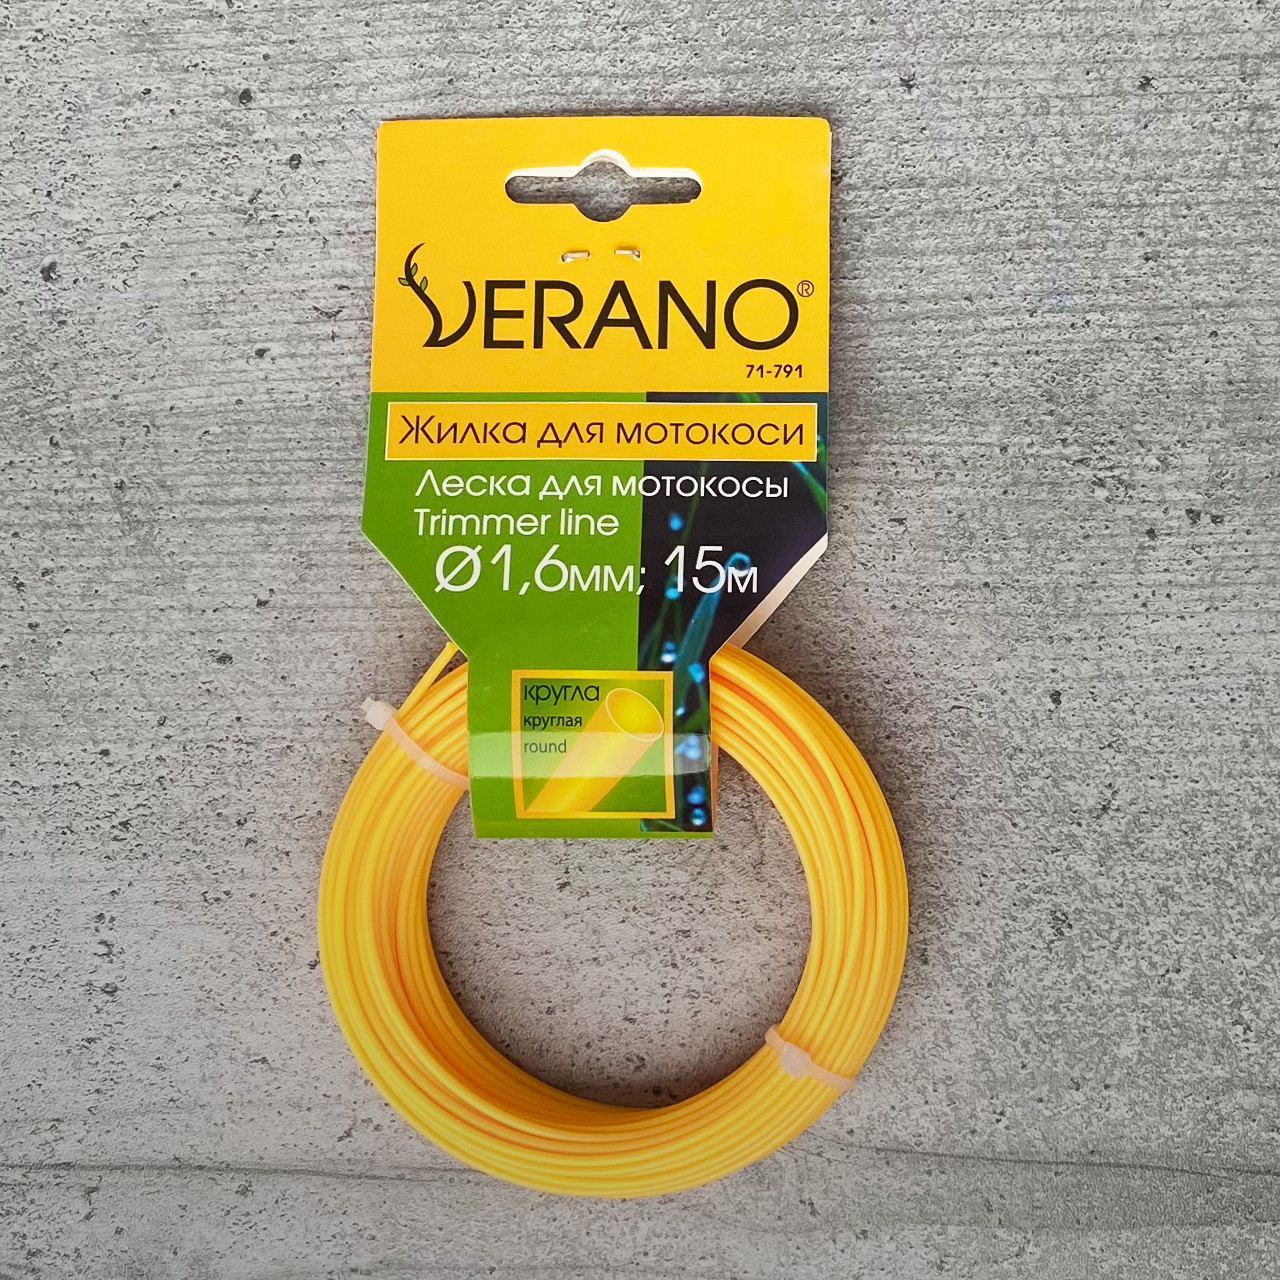 VERANO®
71-791
Жилка для мотокоси
Леска для мотокосы
Trimmer line
Ø1,6мм; 15м
кругла
круглая
round